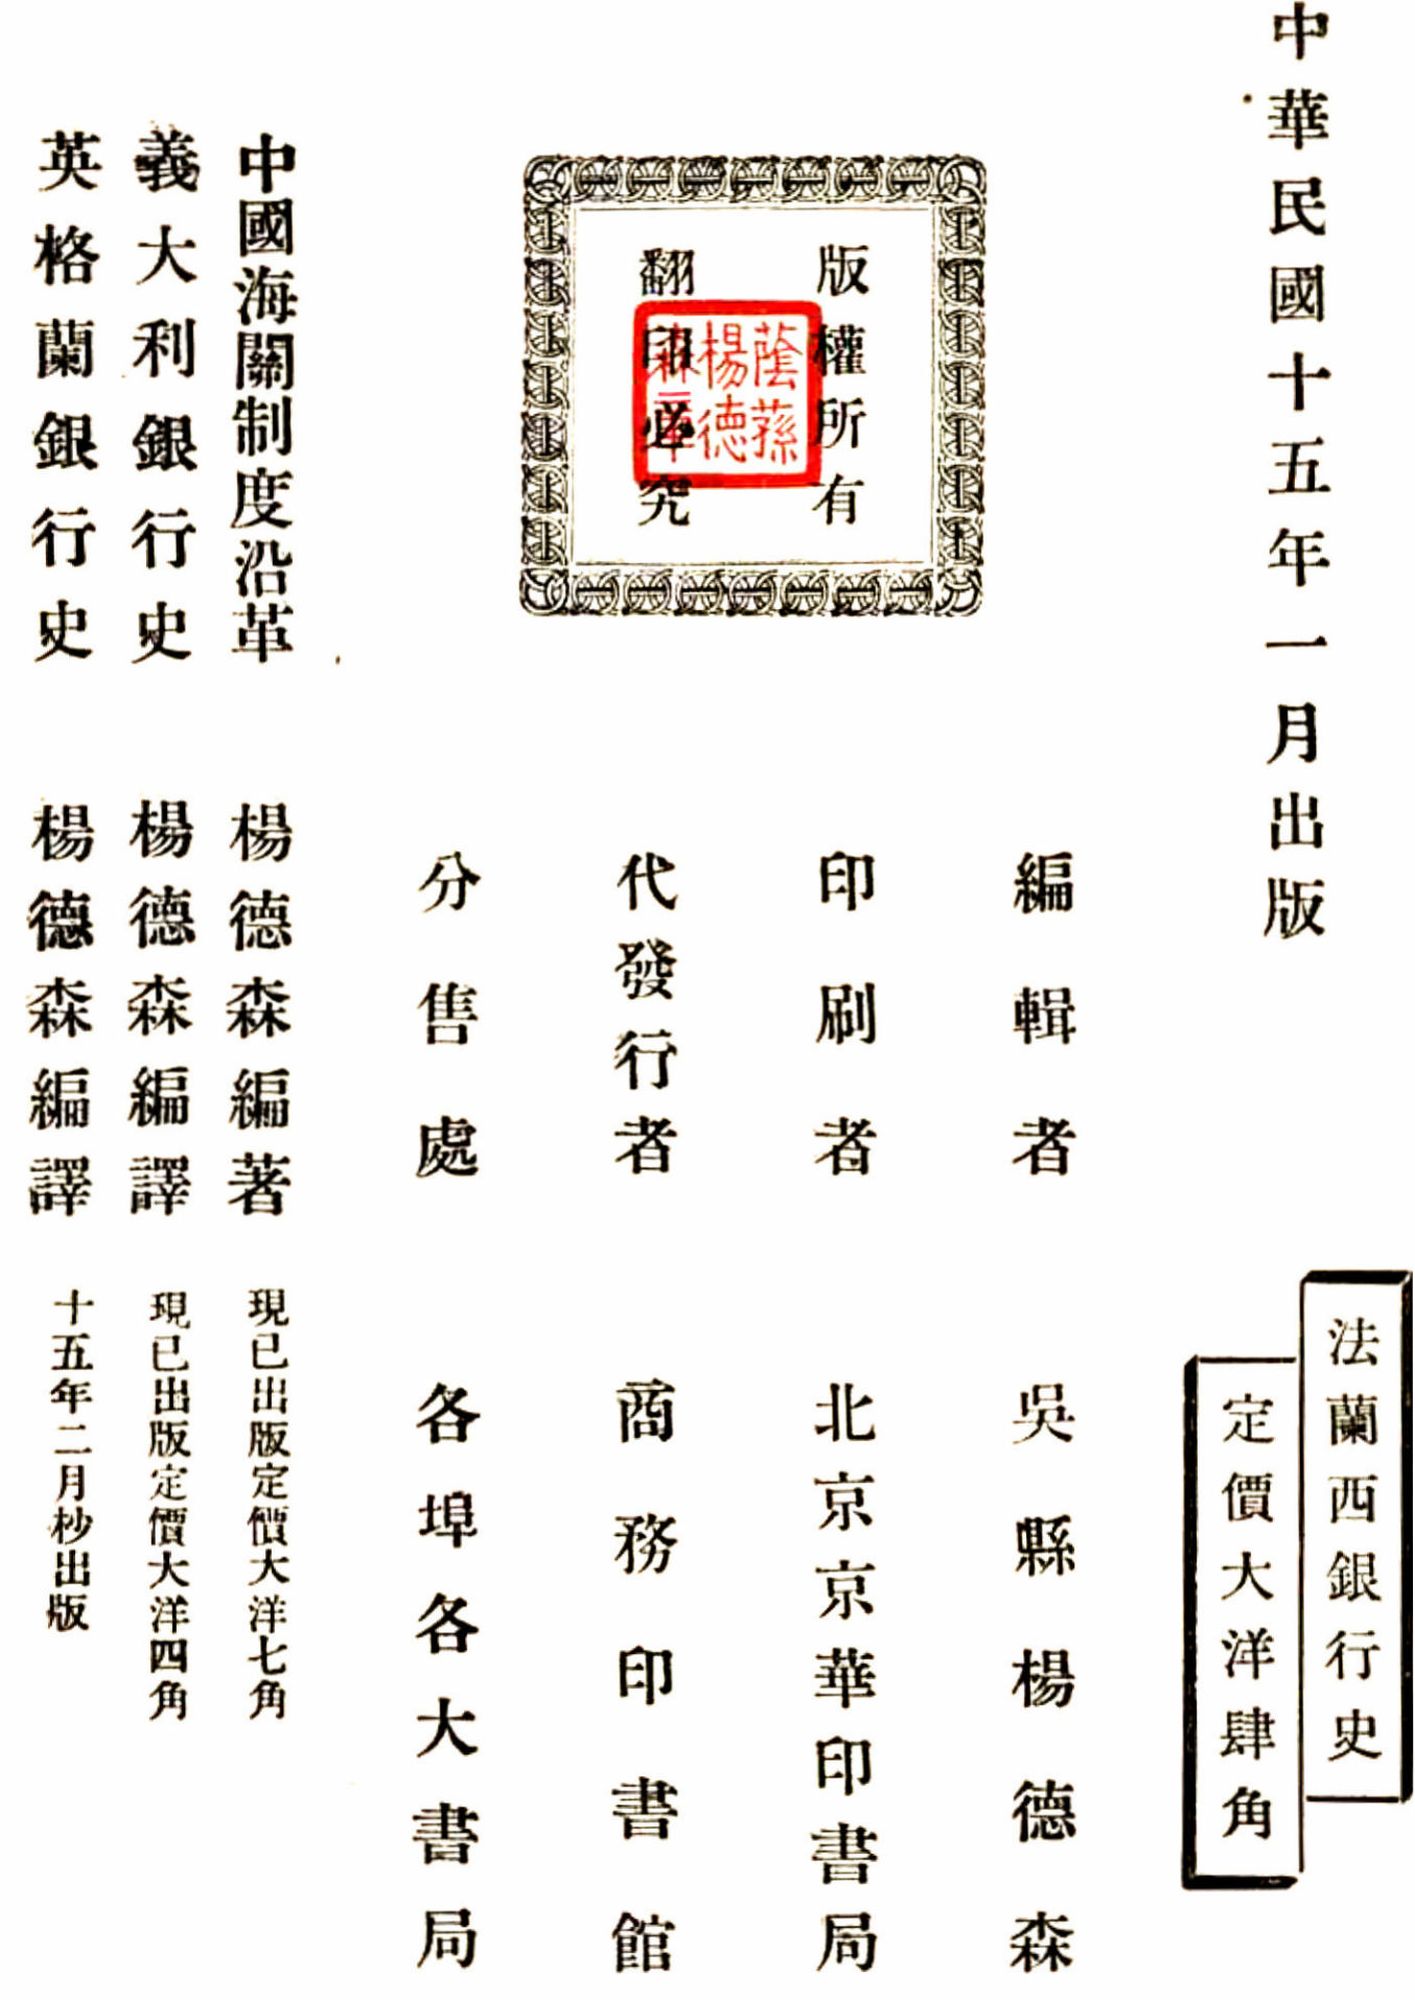 中華民國十五年一月出版
法蘭西銀行史
定價大洋肆角
編輯者 吳縣楊德森
印刷者 北京京華印書局
代發行者 商務印書館
分售處 各埠各大書局
版權所有
翻印必究
蔭蓀
楊德
中國海關制度沿革 楊德森編著 現已出版定價大洋七角
義大利銀行史 楊德森編譯 現已出版定價大洋四角
英格蘭銀行史 楊德森編譯 十五年二月杪出版